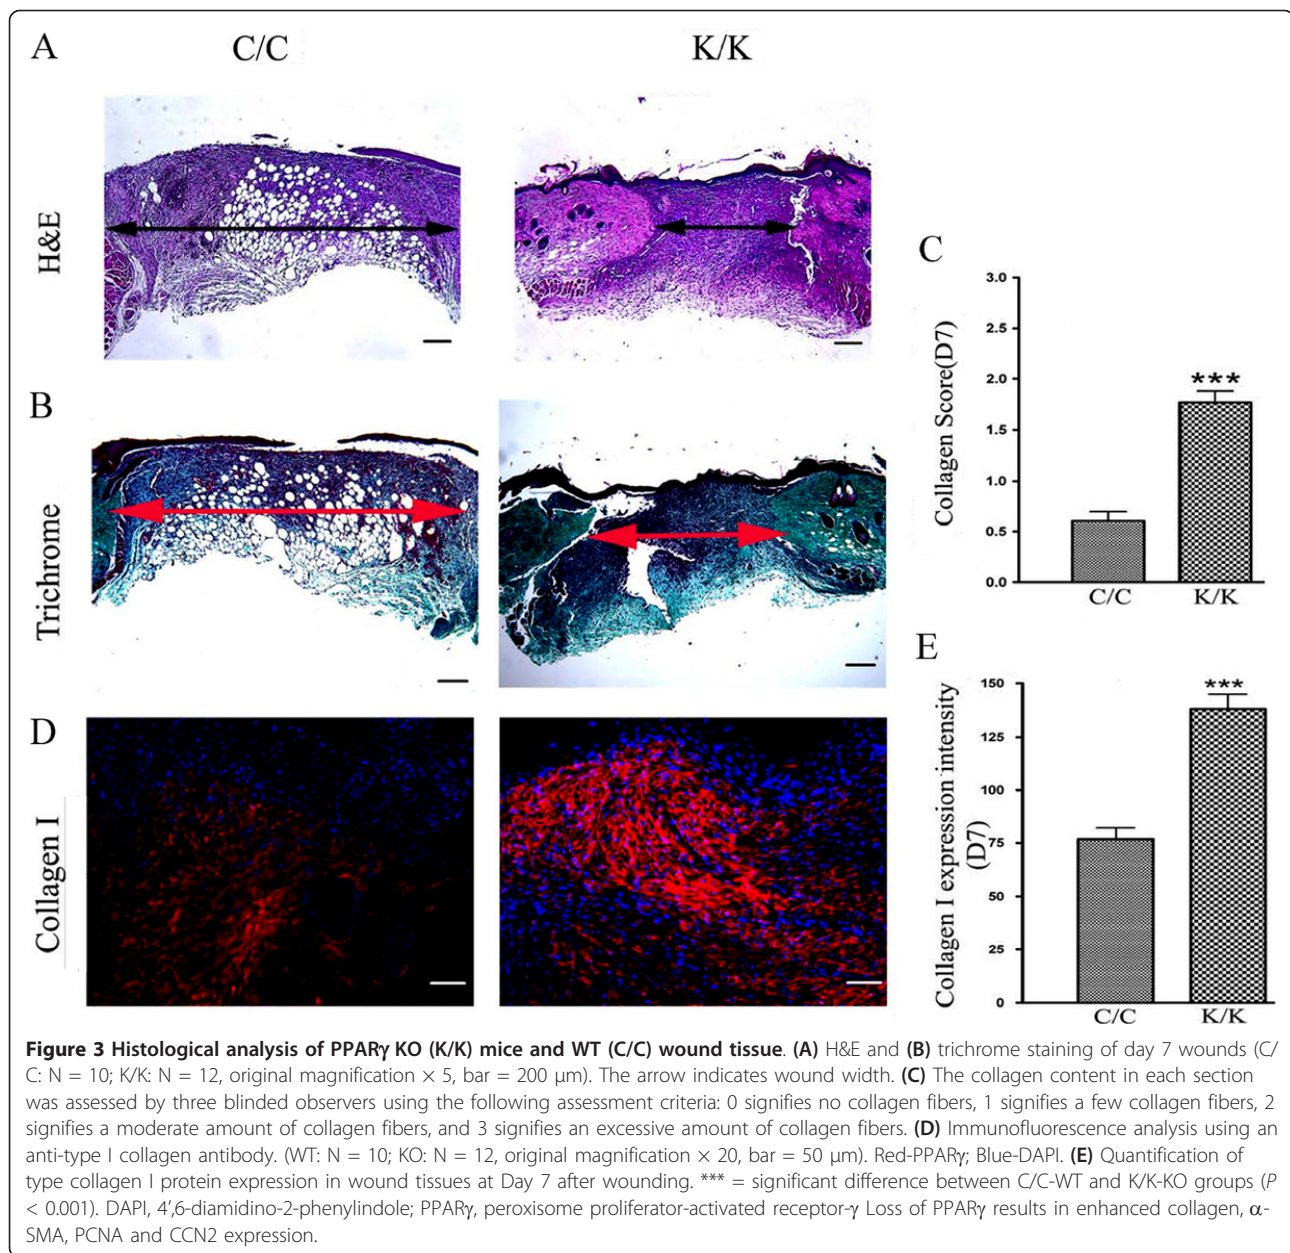 A
C/C
K/K
H&E
B
Trichrome
D
Collagen I
C
Collagen Score(D7)
3.0
2.5
2.0
1.5
1.0
0.5
0.0
***
C/C
K/K
E
Collagen I expression intensity
(D7)
150
125
100
75
50
25
0
***
C/C
K/K
Figure 3 Histological analysis of PPARγ KO (K/K) mice and WT (C/C) wound tissue. (A) H&E and (B) trichrome staining of day 7 wounds (C/
C: N = 10; K/K: N = 12, original magnification × 5, bar = 200 μm). The arrow indicates wound width. (C) The collagen content in each section
was assessed by three blinded observers using the following assessment criteria: 0 signifies no collagen fibers, 1 signifies a few collagen fibers, 2
signifies a moderate amount of collagen fibers, and 3 signifies an excessive amount of collagen fibers. (D) Immunofluorescence analysis using an
anti-type I collagen antibody. (WT: N = 10; KO: N = 12, original magnification × 20, bar = 50 μm). Red-PPARγ; Blue-DAPI. (E) Quantification of
type collagen I protein expression in wound tissues at Day 7 after wounding. *** = significant difference between C/C-WT and K/K-KO groups (P
< 0.001). DAPI, 4′,6-diamidino-2-phenylindole; PPARγ, peroxisome proliferator-activated receptor-γ Loss of PPARγ results in enhanced collagen, α-
SMA, PCNA and CCN2 expression.